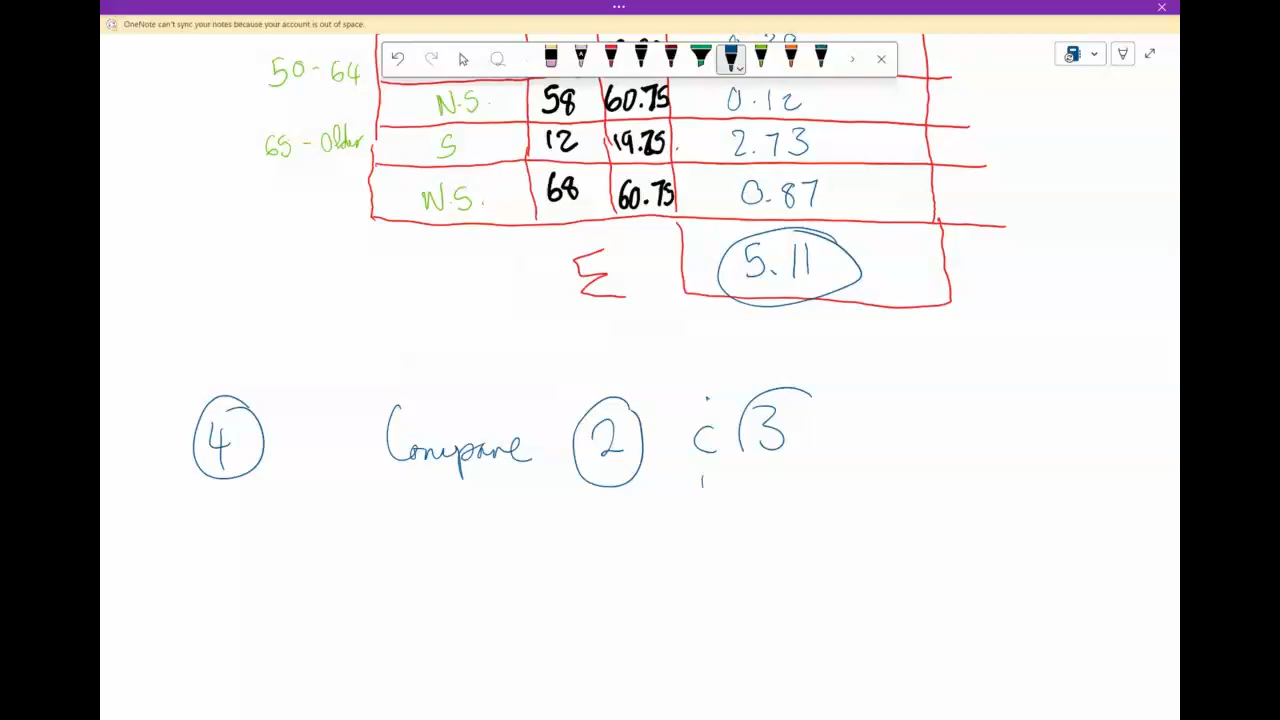 OneNote can't sync your notes because your account is out of space.
50 - 64
N.S. 58 60.75 0.12
65 - Older S 12 19.25 2.73
N.S. 68 60.75 0.87
Σ 5.11
4 Compare 2 c 3